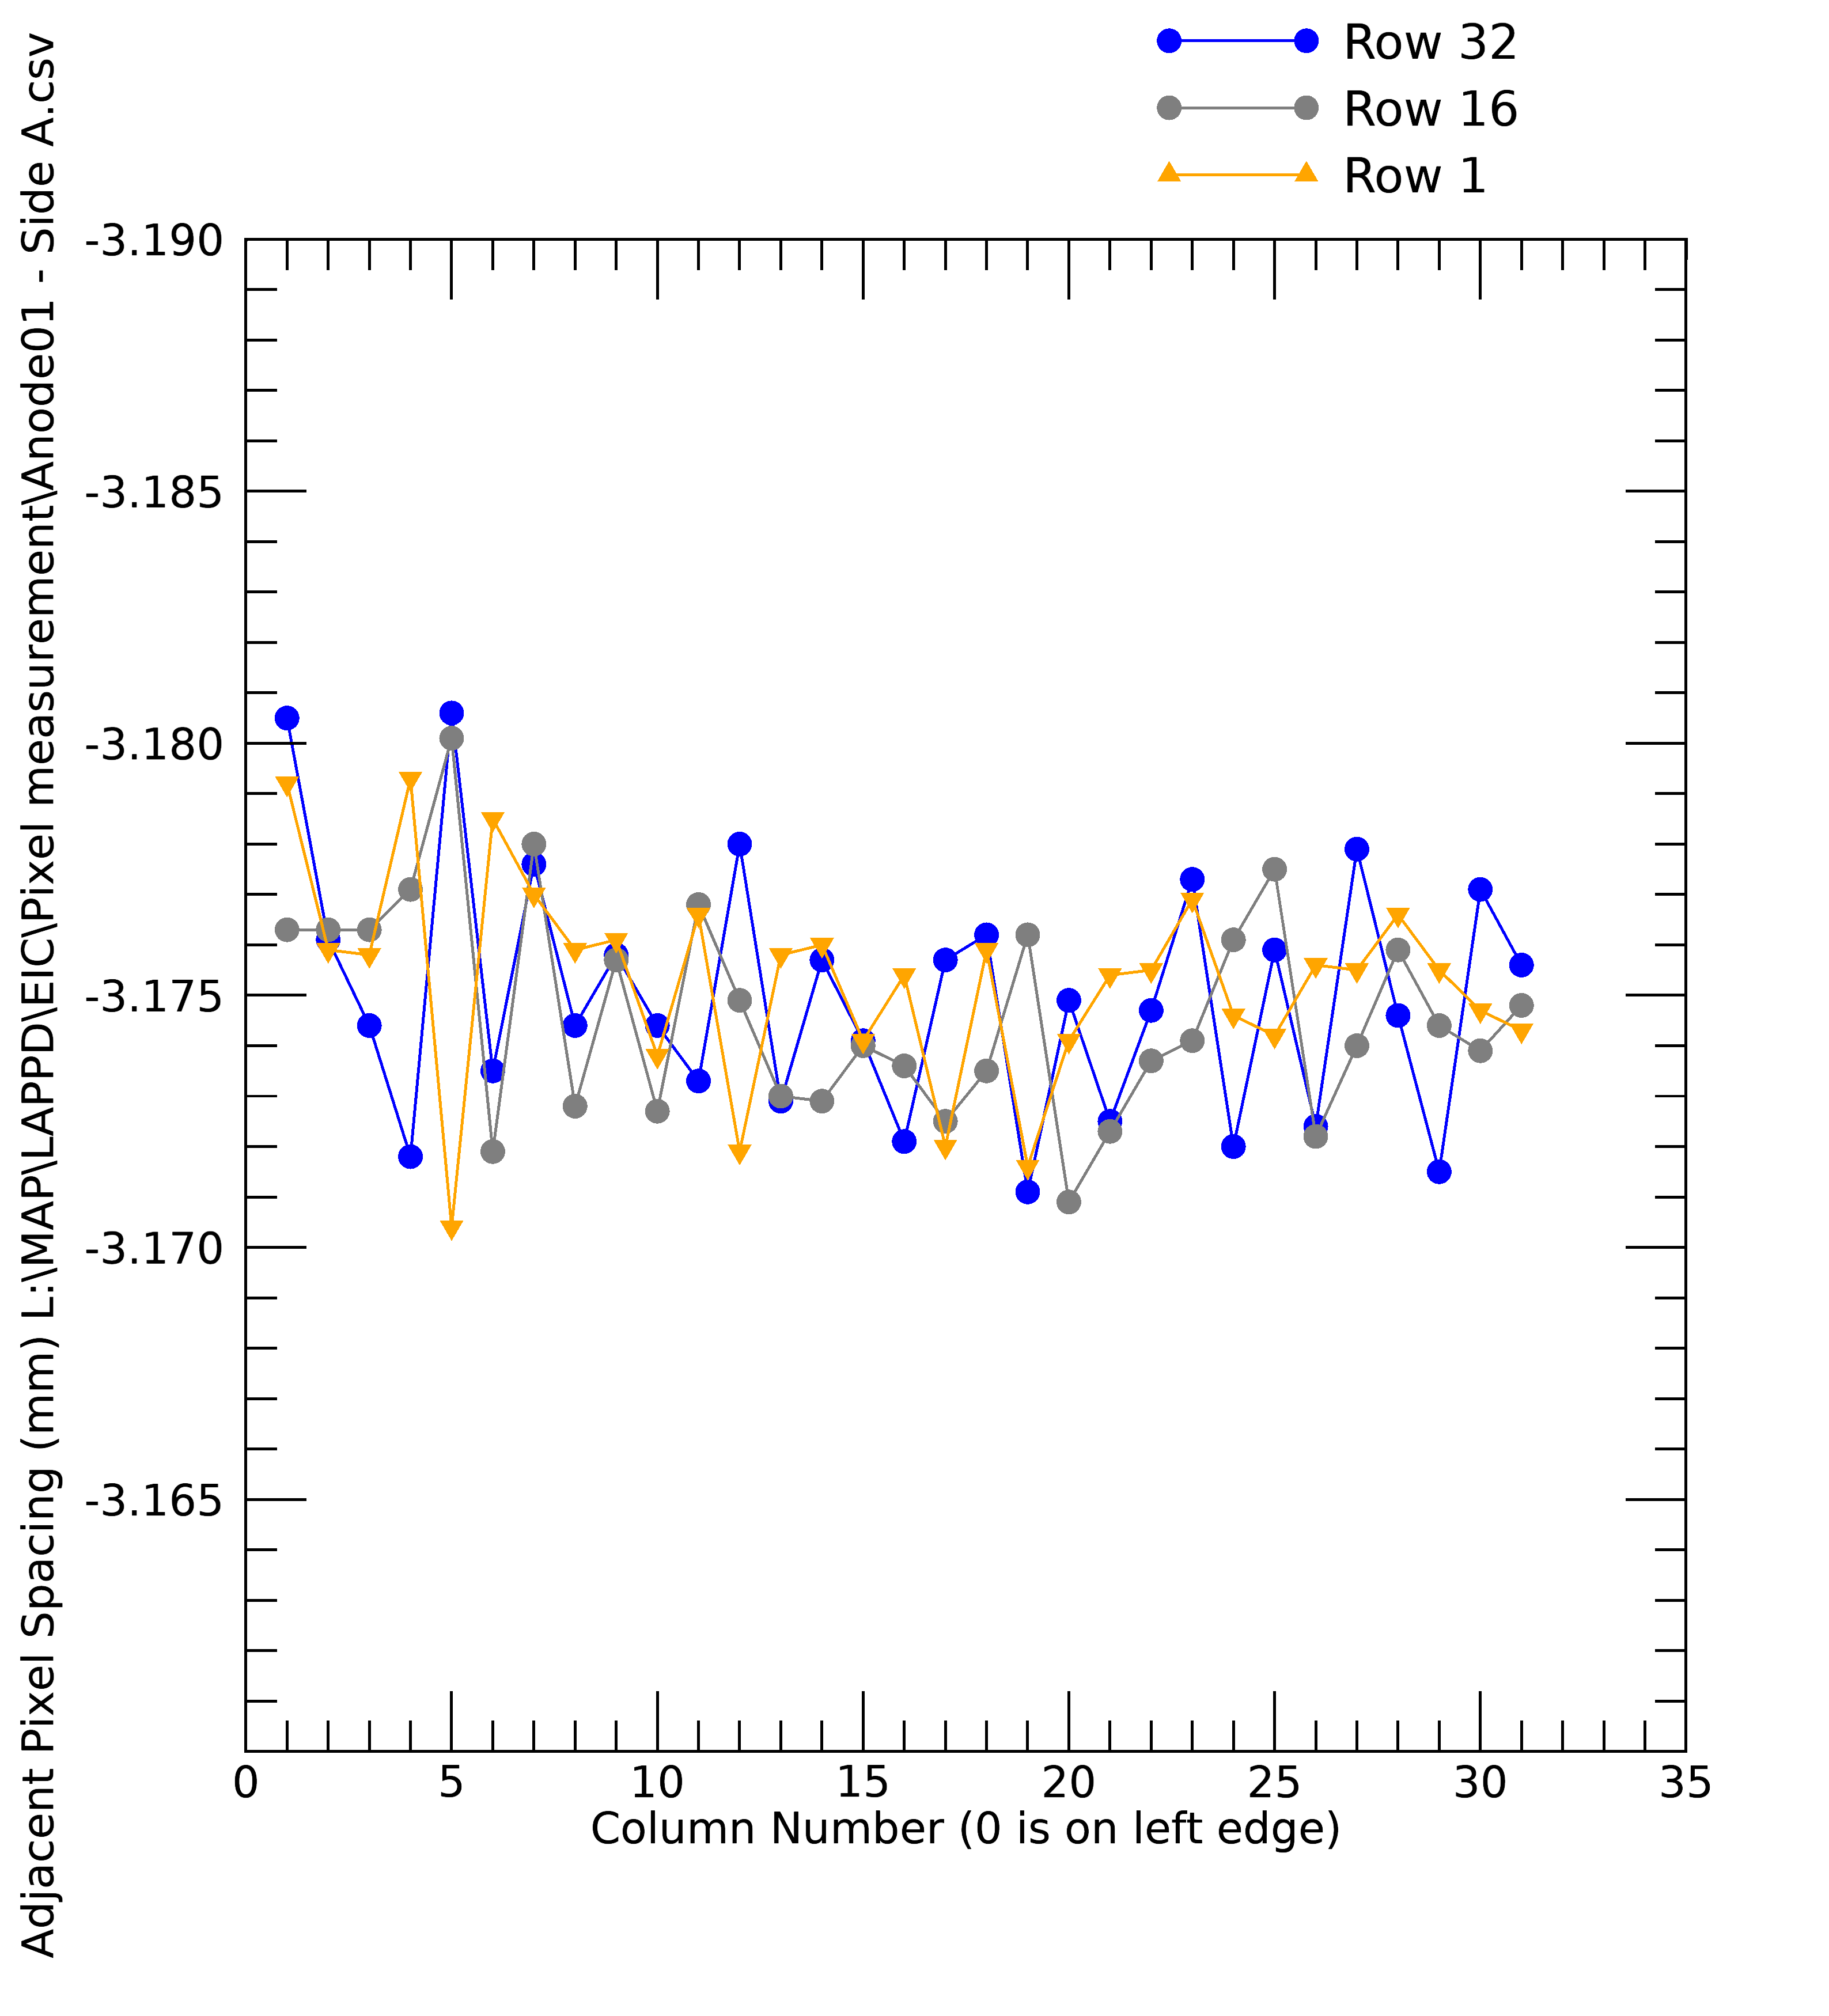 Row 32
Row 16
Row 1
Adjacent Pixel Spacing (mm) L:\MAP\LAPPD\EIC\Pixel measurement\Anode01 - Side A.csv
-3.190
-3.185
-3.180
-3.175
-3.170
-3.165
0 5 10 15 20 25 30 35
Column Number (0 is on left edge)